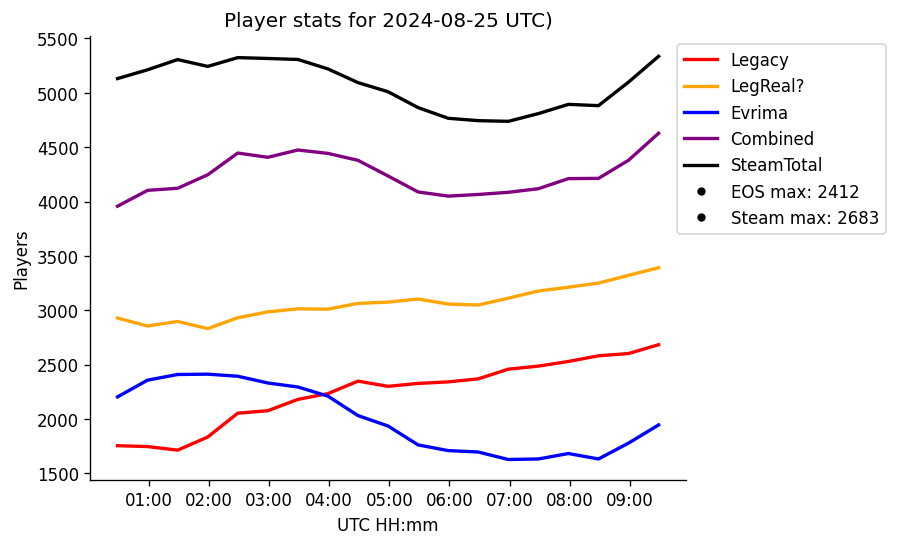 Player stats for 2024-08-25 UTC)
5500
5000
4500
4000
3500
3000
2500
2000
1500
Players
01:00 02:00 03:00 04:00 05:00 06:00 07:00 08:00 09:00
UTC HH:mm
Legacy
LegReal?
Evrima
Combined
SteamTotal
EOS max: 2412
Steam max: 2683